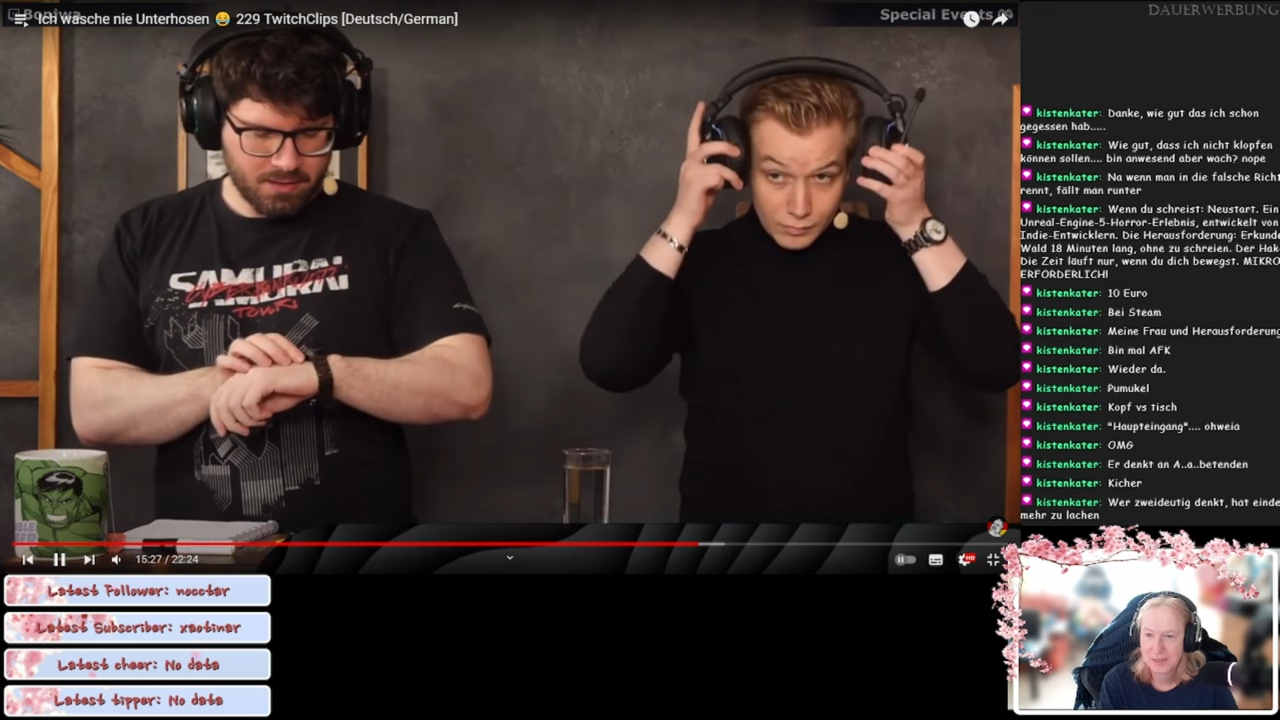 Ich wasche nie Unterhosen 😂 229 TwitchClips [Deutsch/German]
Special Events
DAUERWERBUNG
SAMURAI
TOWN
15:27 / 22:24
HD
Latest Follower: nocctar
Latest Subscriber: xaotinar
Latest cheer: No data
Latest tipper: No data
kistenkater: Danke, wie gut das ich schon
gegessen hab.....
kistenkater: Wie gut, dass ich nicht klopfen
können sollen.... bin anwesend aber wach? nope
kistenkater: Na wenn man in die falsche Richt
rennt, fällt man runter
kistenkater: Wenn du schreist: Neustart. Ein
Unreal-Engine-5-Horror-Erlebnis, entwickelt von
Indie-Entwicklern. Die Herausforderung: Erkunde
Wald 18 Minuten lang, ohne zu schreien. Der Hak
Die Zeit läuft nur, wenn du dich bewegst. MIKRO
ERFORDERLICH!
kistenkater: 10 Euro
kistenkater: Bei Steam
kistenkater: Meine Frau und Herausforderung
kistenkater: Bin mal AFK
kistenkater: Wieder da.
kistenkater: Pumukel
kistenkater: Kopf vs tisch
kistenkater: "Haupteingang".... ohweia
kistenkater: OMG
kistenkater: Er denkt an A..a..betenden
kistenkater: Kicher
kistenkater: Wer zweideutig denkt, hat einde
mehr zu lachen